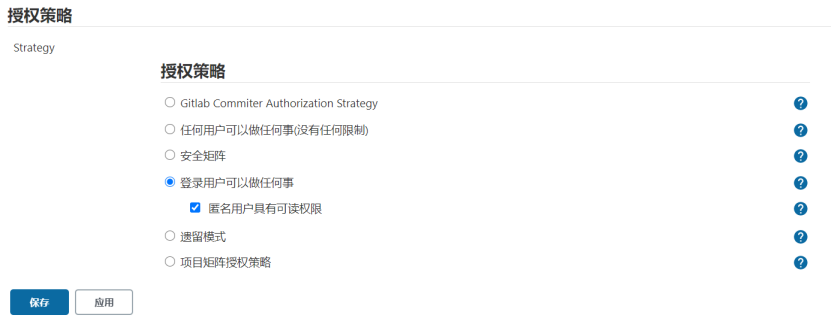 授权策略
Strategy
授权策略
Gitlab Commiter Authorization Strategy
任何用户可以做任何事(没有任何限制)
安全矩阵
登录用户可以做任何事
匿名用户具有可读权限
遗留模式
项目矩阵授权策略
保存 应用